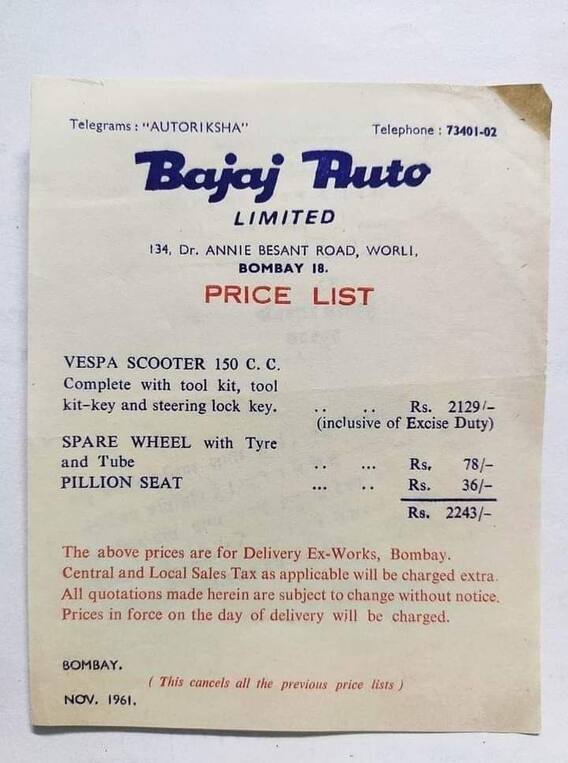 Telegrams : "AUTORIKSHA" Telephone : 73401-02
Bajaj Auto
LIMITED
134, Dr. ANNIE BESANT ROAD, WORLI,
BOMBAY 18.
PRICE LIST
VESPA SCOOTER 150 C. C.
Complete with tool kit, tool
kit-key and steering lock key. .. .. Rs. 2129/-
(inclusive of Excise Duty)
SPARE WHEEL with Tyre
and Tube .. ... Rs. 78/-
PILLION SEAT ... .. Rs. 36/-
Rs. 2243/-
The above prices are for Delivery Ex-Works, Bombay.
Central and Local Sales Tax as applicable will be charged extra.
All quotations made herein are subject to change without notice.
Prices in force on the day of delivery will be charged.
BOMBAY.
( This cancels all the previous price lists )
NOV. 1961.